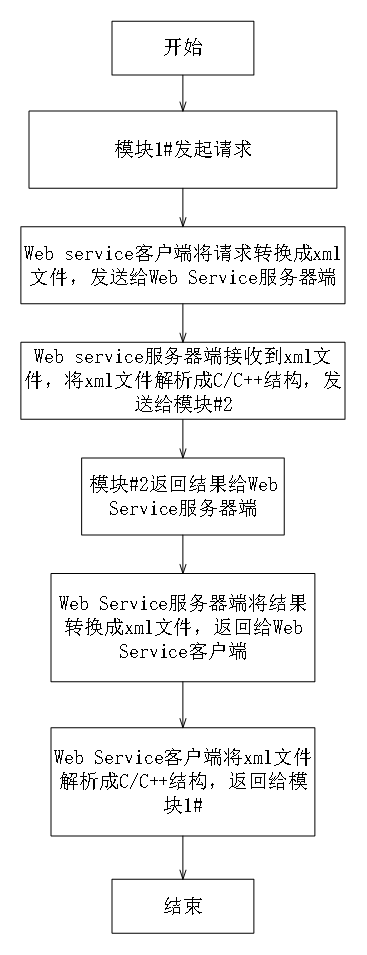 开始
模块1#发起请求
Web service客户端将请求转换成xml
文件，发送给Web Service服务器端
Web service服务器端接收到xml文
件，将xml文件解析成C/C++结构，发
送给模块#2
模块#2返回结果给Web
Service服务器端
Web Service服务器端将结果
转换成xml文件，返回给Web
Service客户端
Web Service客户端将xml文件
解析成C/C++结构，返回给模
块1#
结束